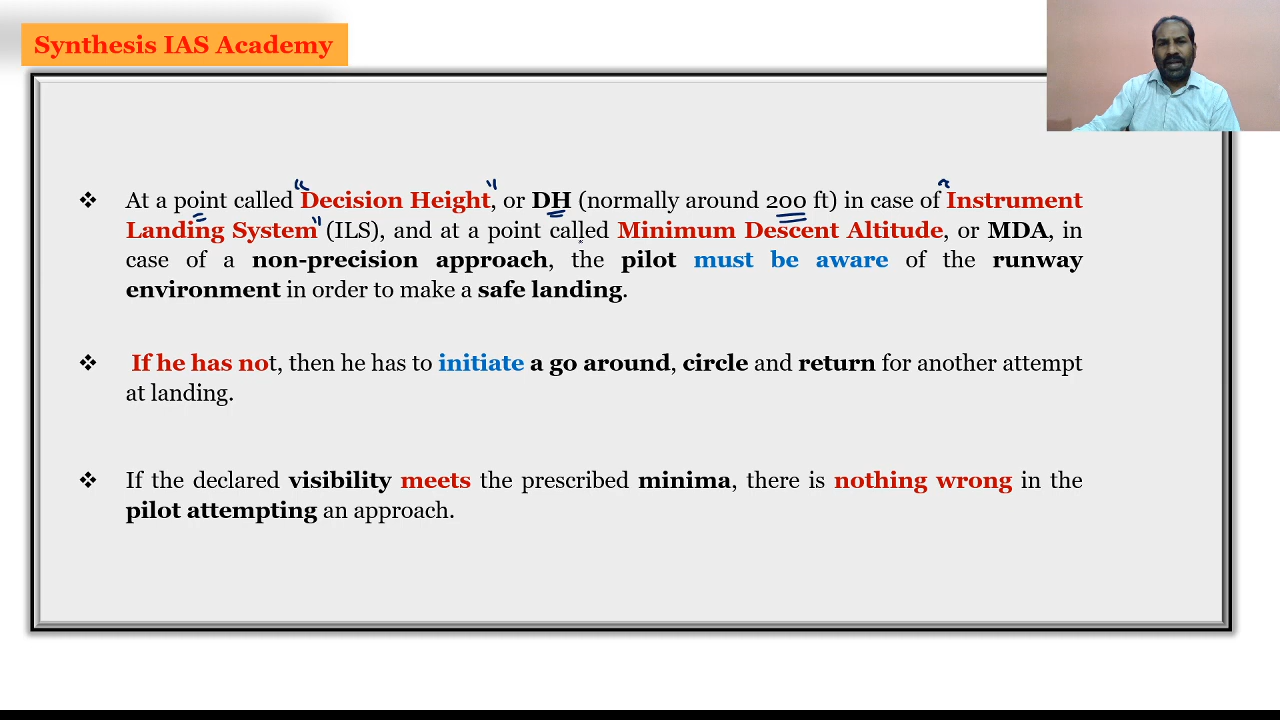 Synthesis IAS Academy
❖ At a point called "Decision Height", or DH (normally around 200 ft) in case of "Instrument
Landing System" (ILS), and at a point called Minimum Descent Altitude, or MDA, in
case of a non-precision approach, the pilot must be aware of the runway
environment in order to make a safe landing.
❖ If he has not, then he has to initiate a go around, circle and return for another attempt
at landing.
❖ If the declared visibility meets the prescribed minima, there is nothing wrong in the
pilot attempting an approach.